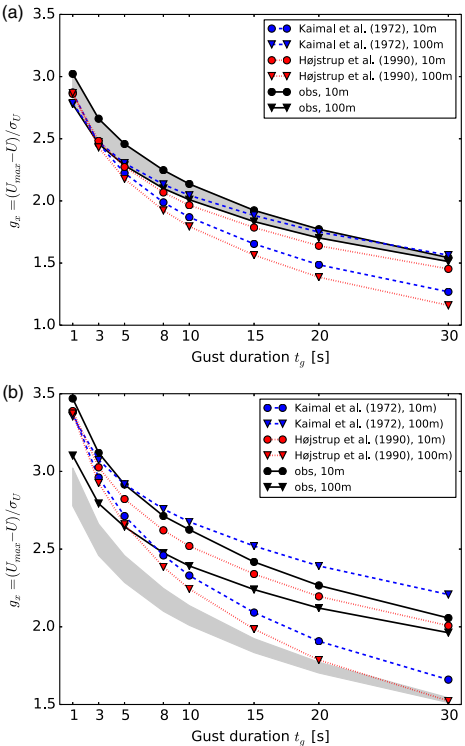 (a)
Kaimal et al. (1972), 10m
Kaimal et al. (1972), 100m
Højstrup et al. (1990), 10m
Højstrup et al. (1990), 100m
obs, 10m
obs, 100m
3.5
3.0
2.5
2.0
1.5
1.0
g_x = (U_max − U)/σ_U
1 3 5 8 10 15 20 30
Gust duration t_g [s]
(b)
Kaimal et al. (1972), 10m)
Kaimal et al. (1972), 100m)
Højstrup et al. (1990), 10m)
Højstrup et al. (1990), 100m)
obs, 10m
obs, 100m
3.5
3.0
2.5
2.0
1.5
g_x = (U_max − U)/σ_U
1 3 5 8 10 15 20 30
Gust duration t_g [s]